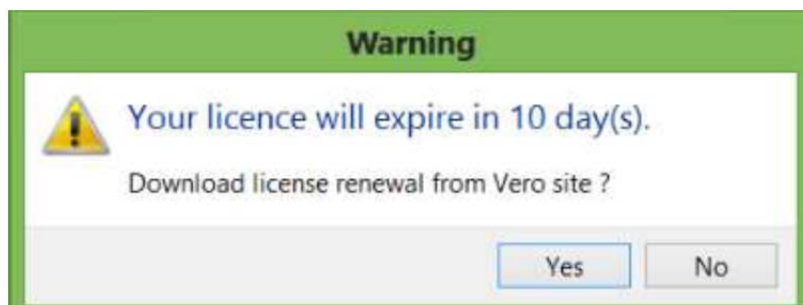 Warning
Your licence will expire in 10 day(s).
Download license renewal from Vero site ?
Yes No